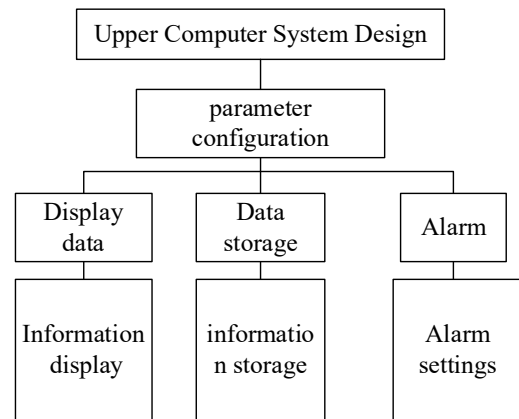 Upper Computer System Design
parameter
configuration
Display
data
Data
storage
Alarm
Information
display
informatio
n storage
Alarm
settings